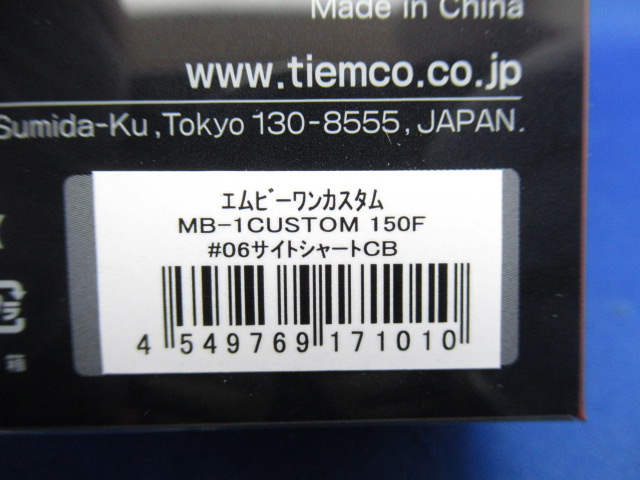 Made in China
www.tiemco.co.jp
Sumida-Ku,Tokyo 130-8555, JAPAN.
エムビーワンカスタム
MB-1CUSTOM 150F
#06サイトシャートCB
4 549769 171010
箱